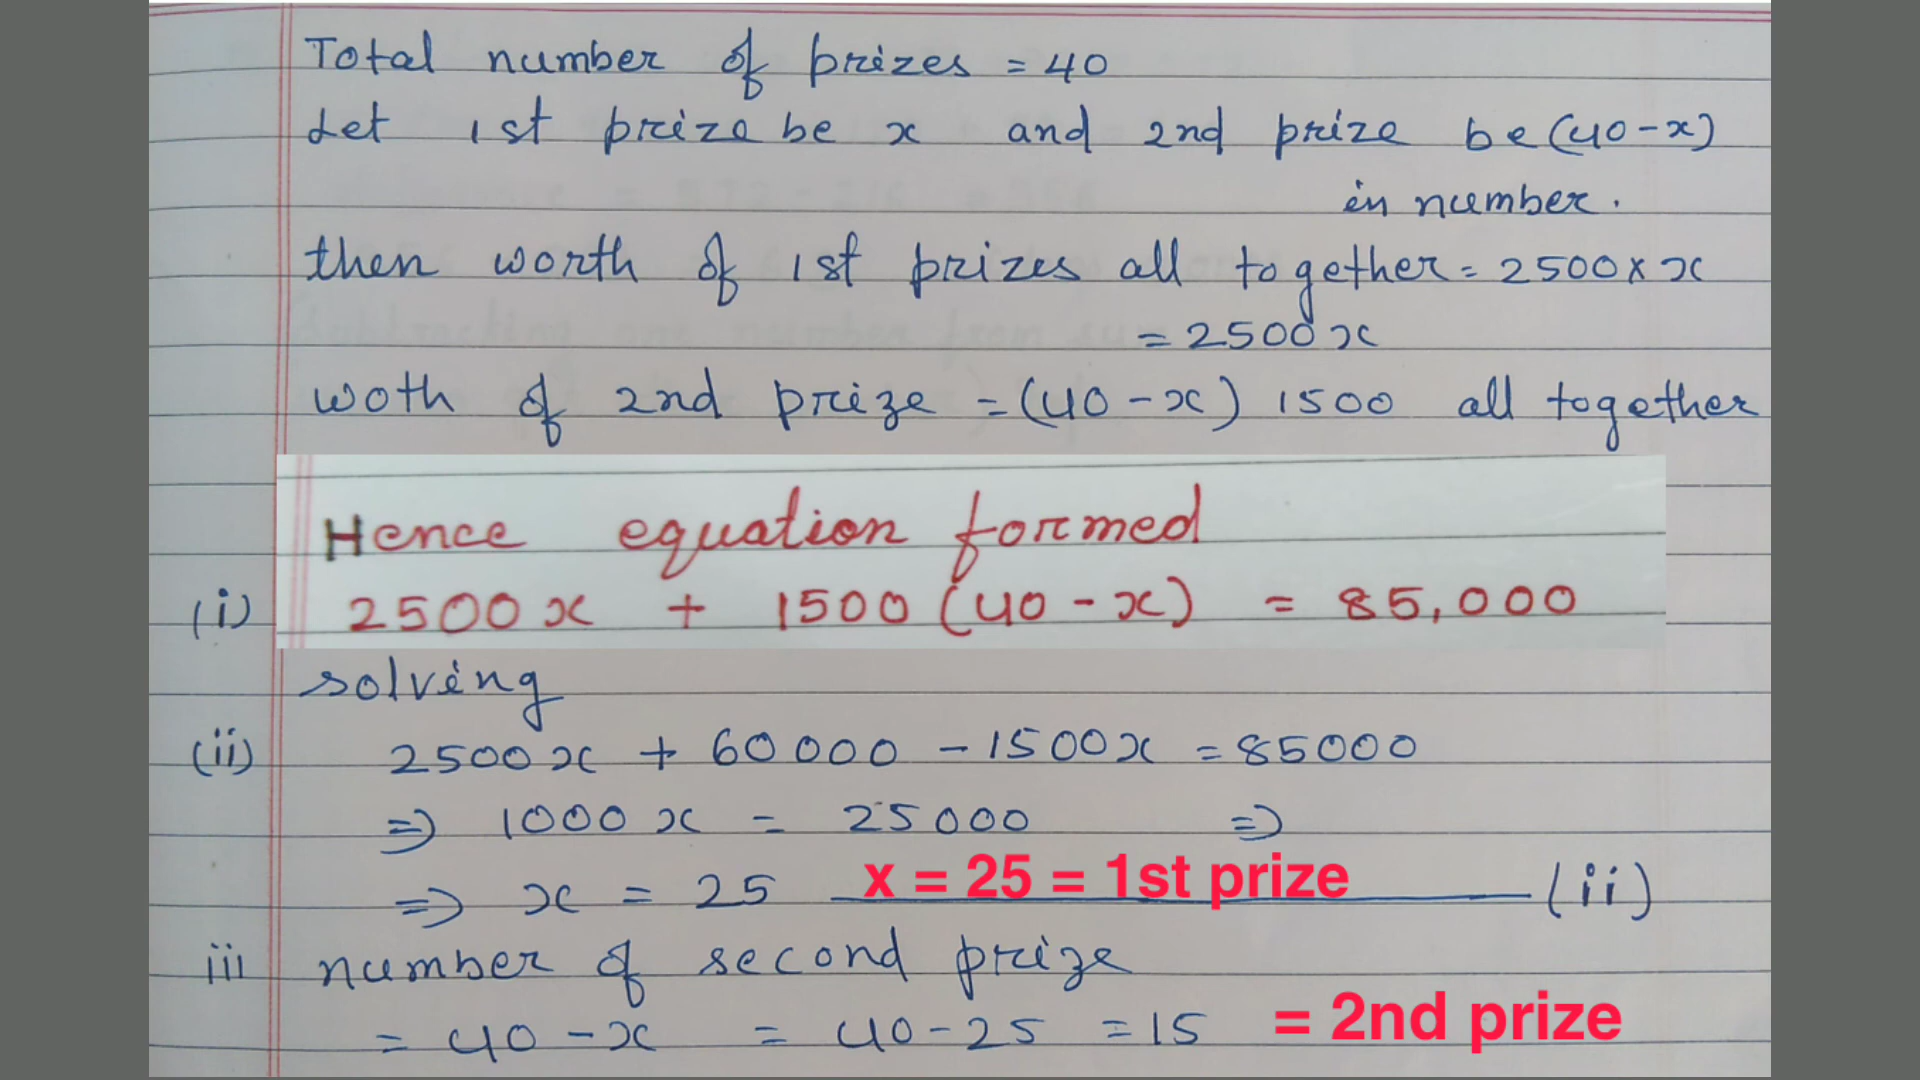 Total number of prizes = 40
Let 1st prize be x and 2nd prize be (40-x)
in number.
then worth of 1st prizes all together = 2500 x x
= 2500x
woth of 2nd prize = (40-x) 1500 all together
Hence equation formed
(i) 2500x + 1500 (40-x) = 85,000
solving
(ii) 2500x + 60000 - 1500x = 85000
=> 1000x = 25000 =>
=> x = 25 x = 25 = 1st prize (ii)
iii number of second prize
= 40 - x = 40-25 = 15 = 2nd prize